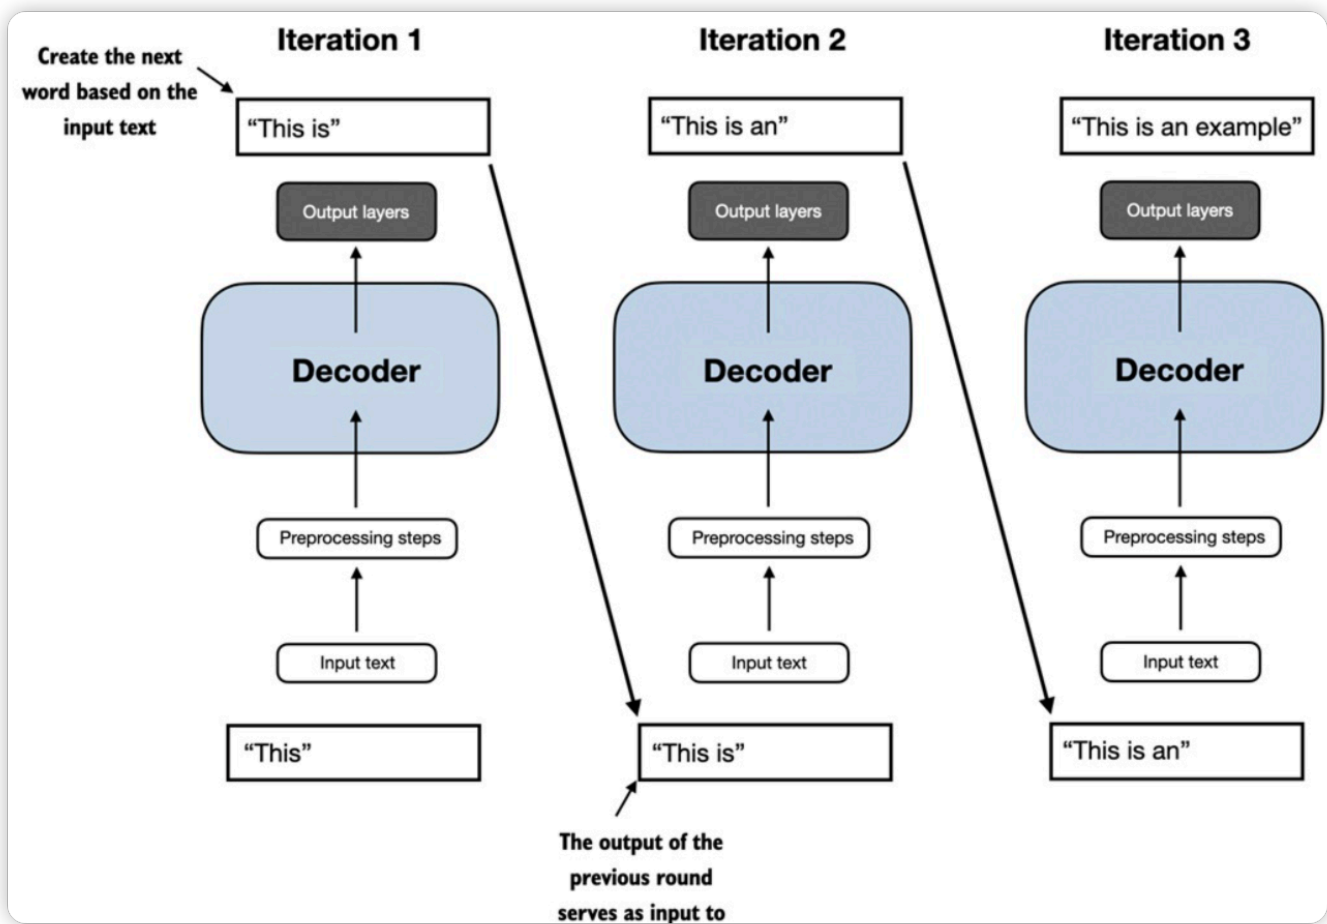 Iteration 1
Iteration 2
Iteration 3
Create the next
word based on the
input text
“This is”
“This is an”
“This is an example”
Output layers
Output layers
Output layers
Decoder
Decoder
Decoder
Preprocessing steps
Preprocessing steps
Preprocessing steps
Input text
Input text
Input text
“This”
“This is”
“This is an”
The output of the
previous round
serves as input to